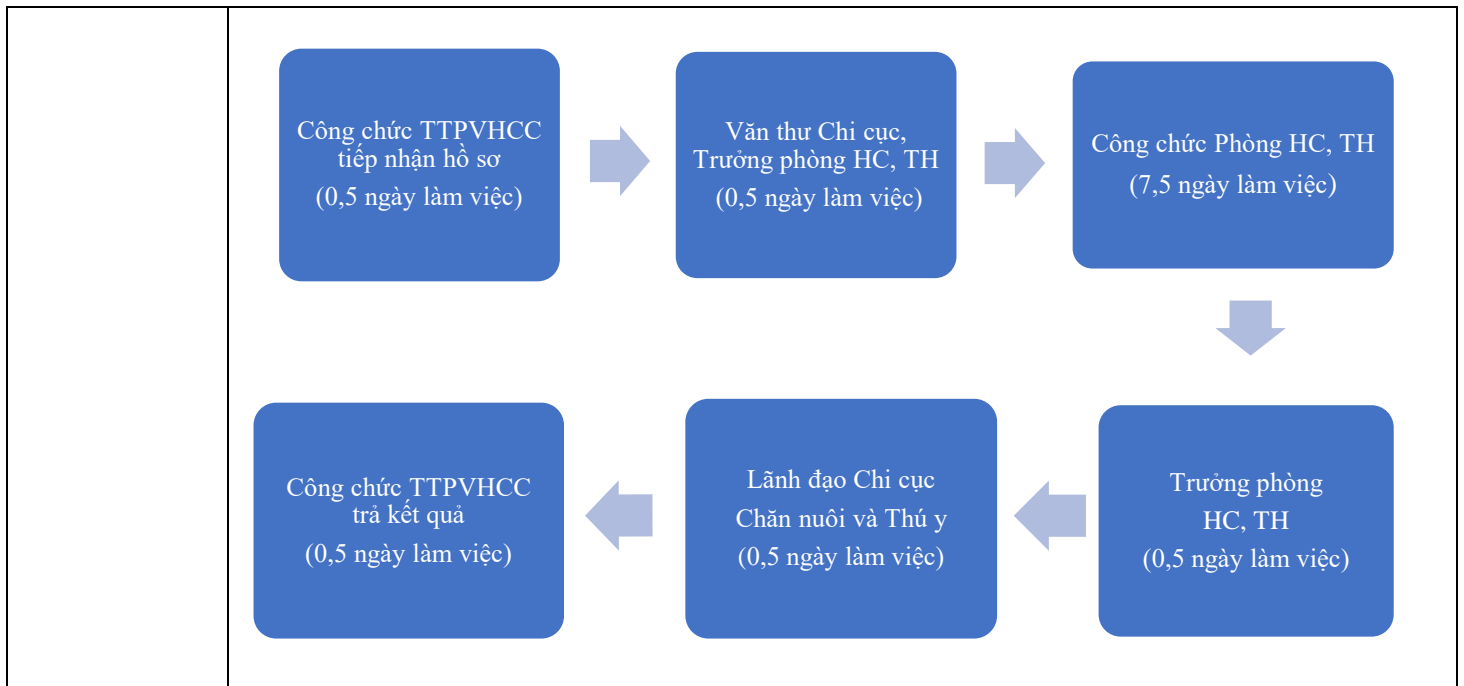 Công chức TTPVHCC
tiếp nhận hồ sơ
(0,5 ngày làm việc)
Văn thư Chi cục,
Trưởng phòng HC, TH
(0,5 ngày làm việc)
Công chức Phòng HC, TH
(7,5 ngày làm việc)
Trưởng phòng
HC, TH
(0,5 ngày làm việc)
Lãnh đạo Chi cục
Chăn nuôi và Thú y
(0,5 ngày làm việc)
Công chức TTPVHCC
trả kết quả
(0,5 ngày làm việc)